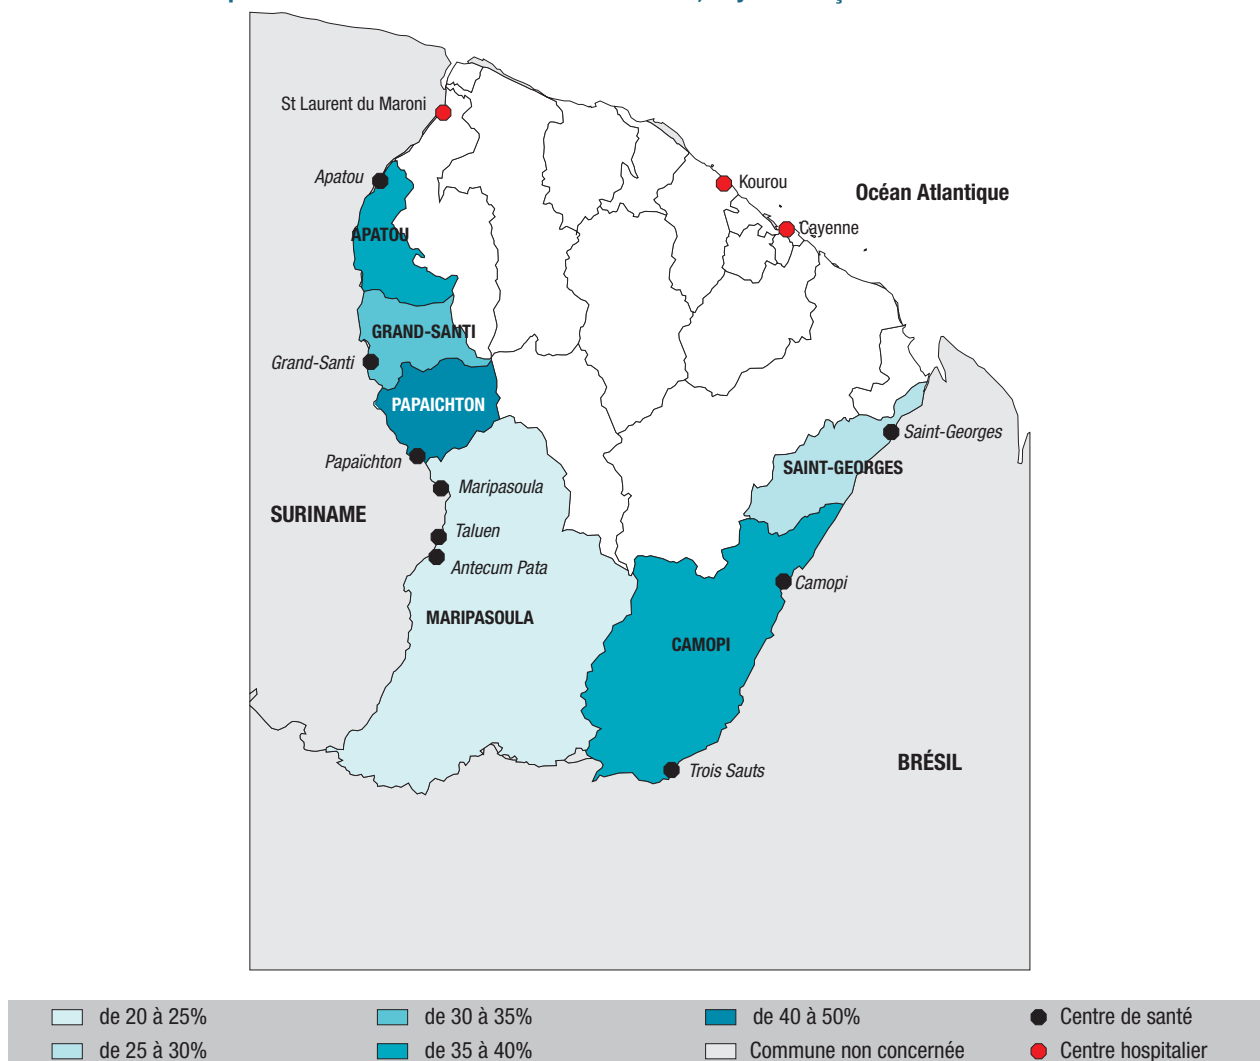 St Laurent du Maroni
Apatou
Kourou
Océan Atlantique
Cayenne
APATOU
GRAND-SANTI
Grand-Santi
PAPAICHTON
Saint-Georges
Papaïchton
SAINT-GEORGES
Maripasoula
SURINAME
Taluen
Antecum Pata
Camopi
MARIPASOULA
CAMOPI
BRÉSIL
Trois Sauts
de 20 à 25%
de 30 à 35%
de 40 à 50%
Centre de santé
de 25 à 30%
de 35 à 40%
Commune non concernée
Centre hospitalier